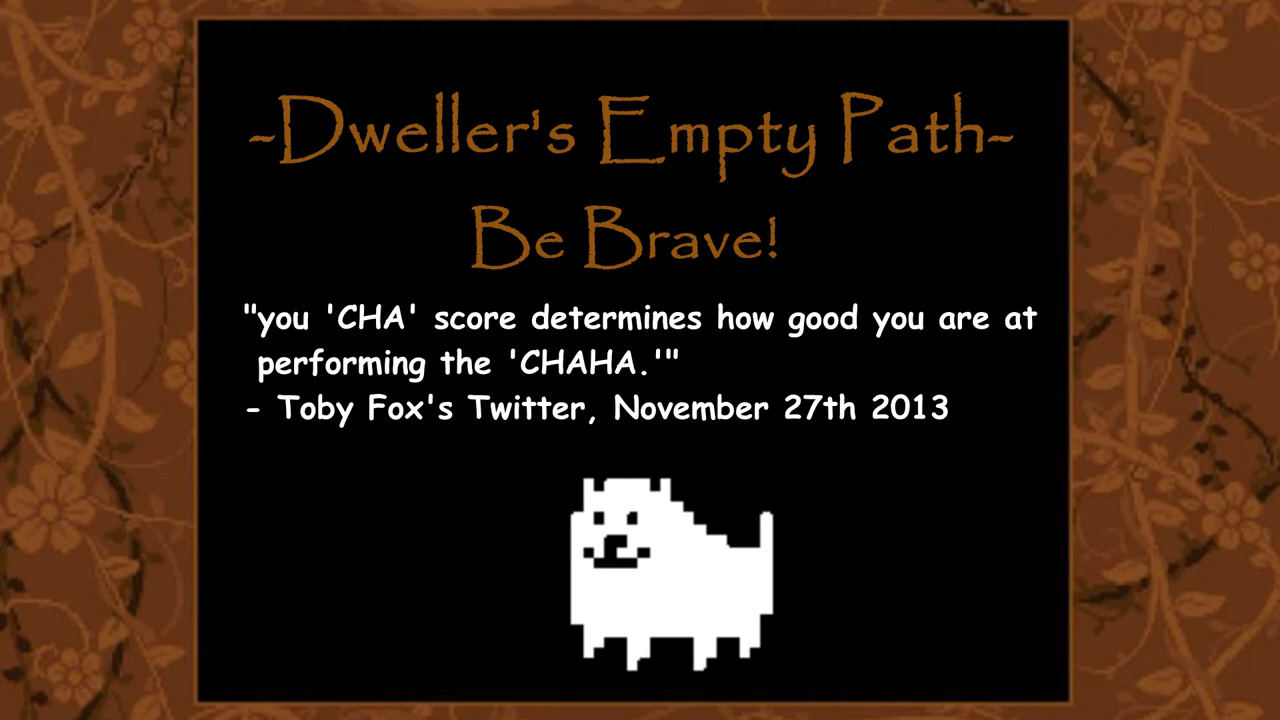 -Dweller's Empty Path-
Be Brave!
"you 'CHA' score determines how good you are at
performing the 'CHAHA.'"
- Toby Fox's Twitter, November 27th 2013